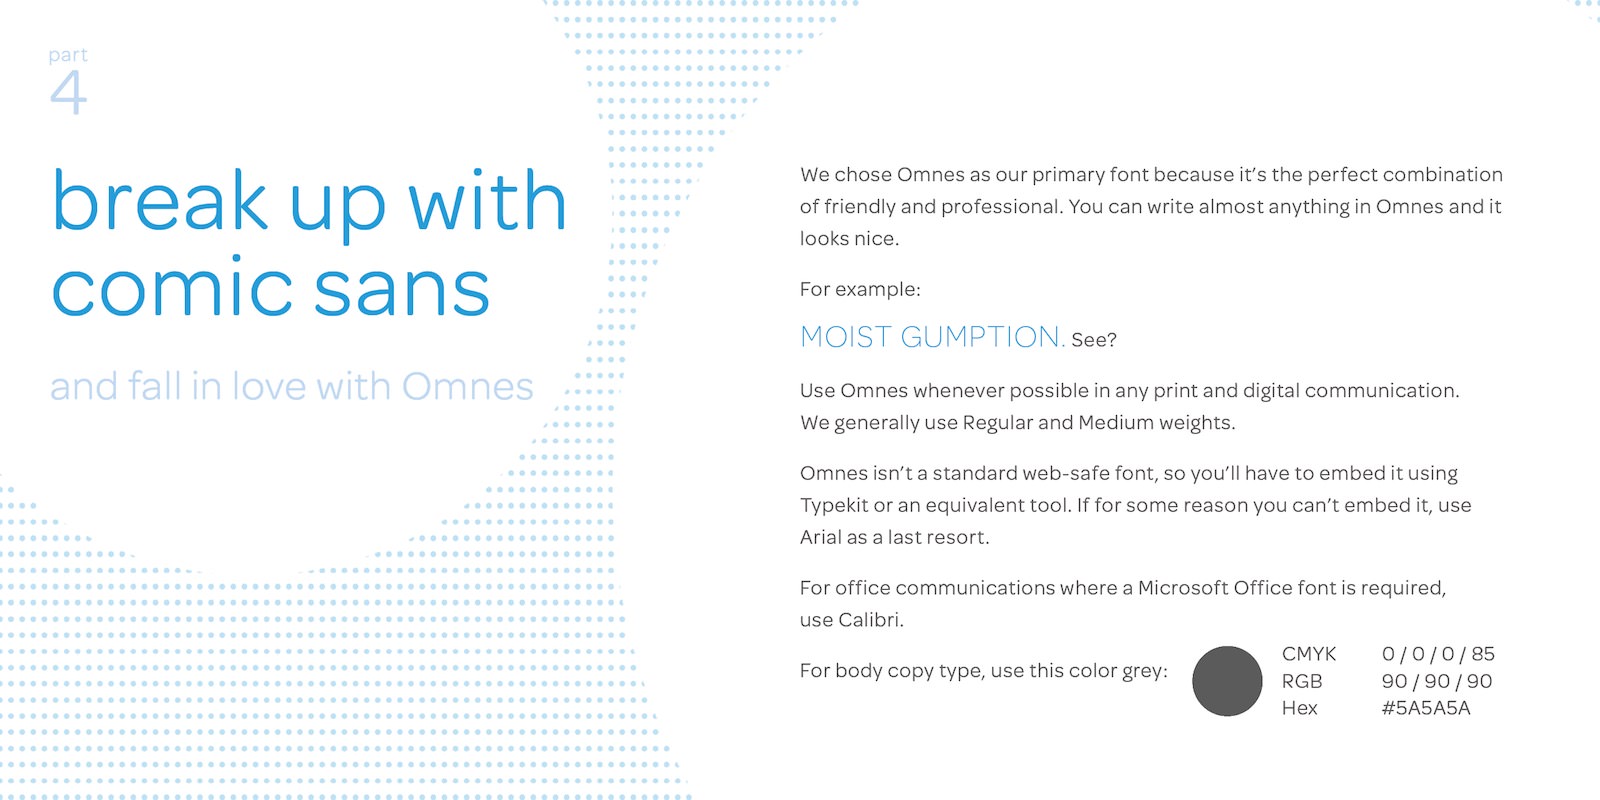 part
4
break up with
comic sans
and fall in love with Omnes
We chose Omnes as our primary font because it’s the perfect combination
of friendly and professional. You can write almost anything in Omnes and it
looks nice.
For example:
MOIST GUMPTION. See?
Use Omnes whenever possible in any print and digital communication.
We generally use Regular and Medium weights.
Omnes isn’t a standard web-safe font, so you’ll have to embed it using
Typekit or an equivalent tool. If for some reason you can’t embed it, use
Arial as a last resort.
For office communications where a Microsoft Office font is required,
use Calibri.
For body copy type, use this color grey:
CMYK 0 / 0 / 0 / 85
RGB 90 / 90 / 90
Hex #5A5A5A